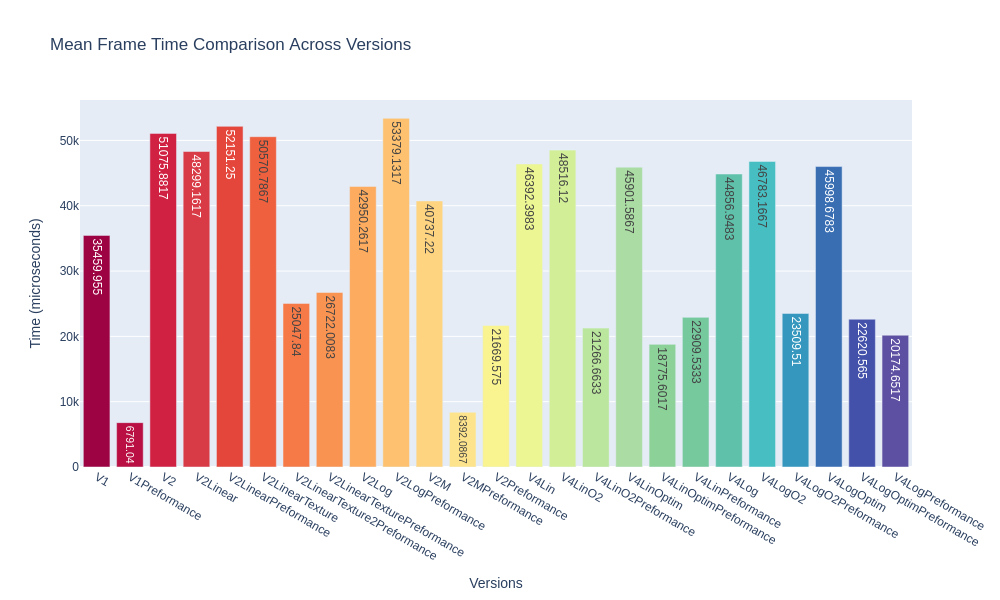 Mean Frame Time Comparison Across Versions
Time (microseconds)
50k
40k
30k
20k
10k
0
35459.955
6791.04
51075.8817
48299.1617
52151.25
50570.7867
25047.84
26722.0083
42950.2617
53379.1317
40737.22
8392.0867
21669.575
46392.3983
48516.12
21266.6633
45901.5867
18775.6017
22909.5333
44856.9483
46783.1667
23509.51
45998.6783
22620.565
20174.6517
V1
V1Preformance
V2
V2Linear
V2LinearPreformance
V2LinearTexture
V2LinearTexture2Preformance
V2LinearTexturePreformance
V2Log
V2LogPreformance
V2M
V2MPreformance
V2Preformance
V4Lin
V4LinO2
V4LinO2Preformance
V4LinOptim
V4LinOptimPreformance
V4LinPreformance
V4Log
V4LogO2
V4LogO2Preformance
V4LogOptim
V4LogOptimPreformance
V4LogPreformance
Versions